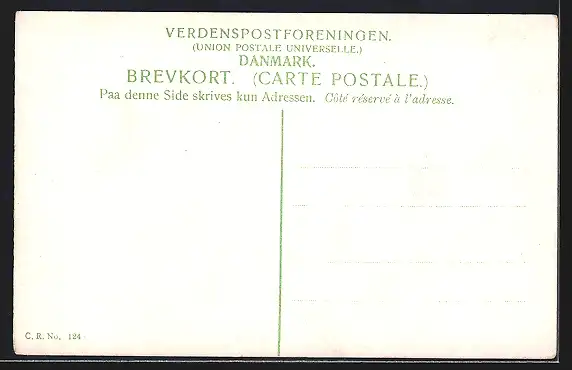 VERDENSPOSTFORENINGEN.
(UNION POSTALE UNIVERSELLE.)
DANMARK.
BREVKORT. (CARTE POSTALE.)
Paa denne Side skrives kun Adressen. Côté réservé à l'adresse.
C. R. No. 124